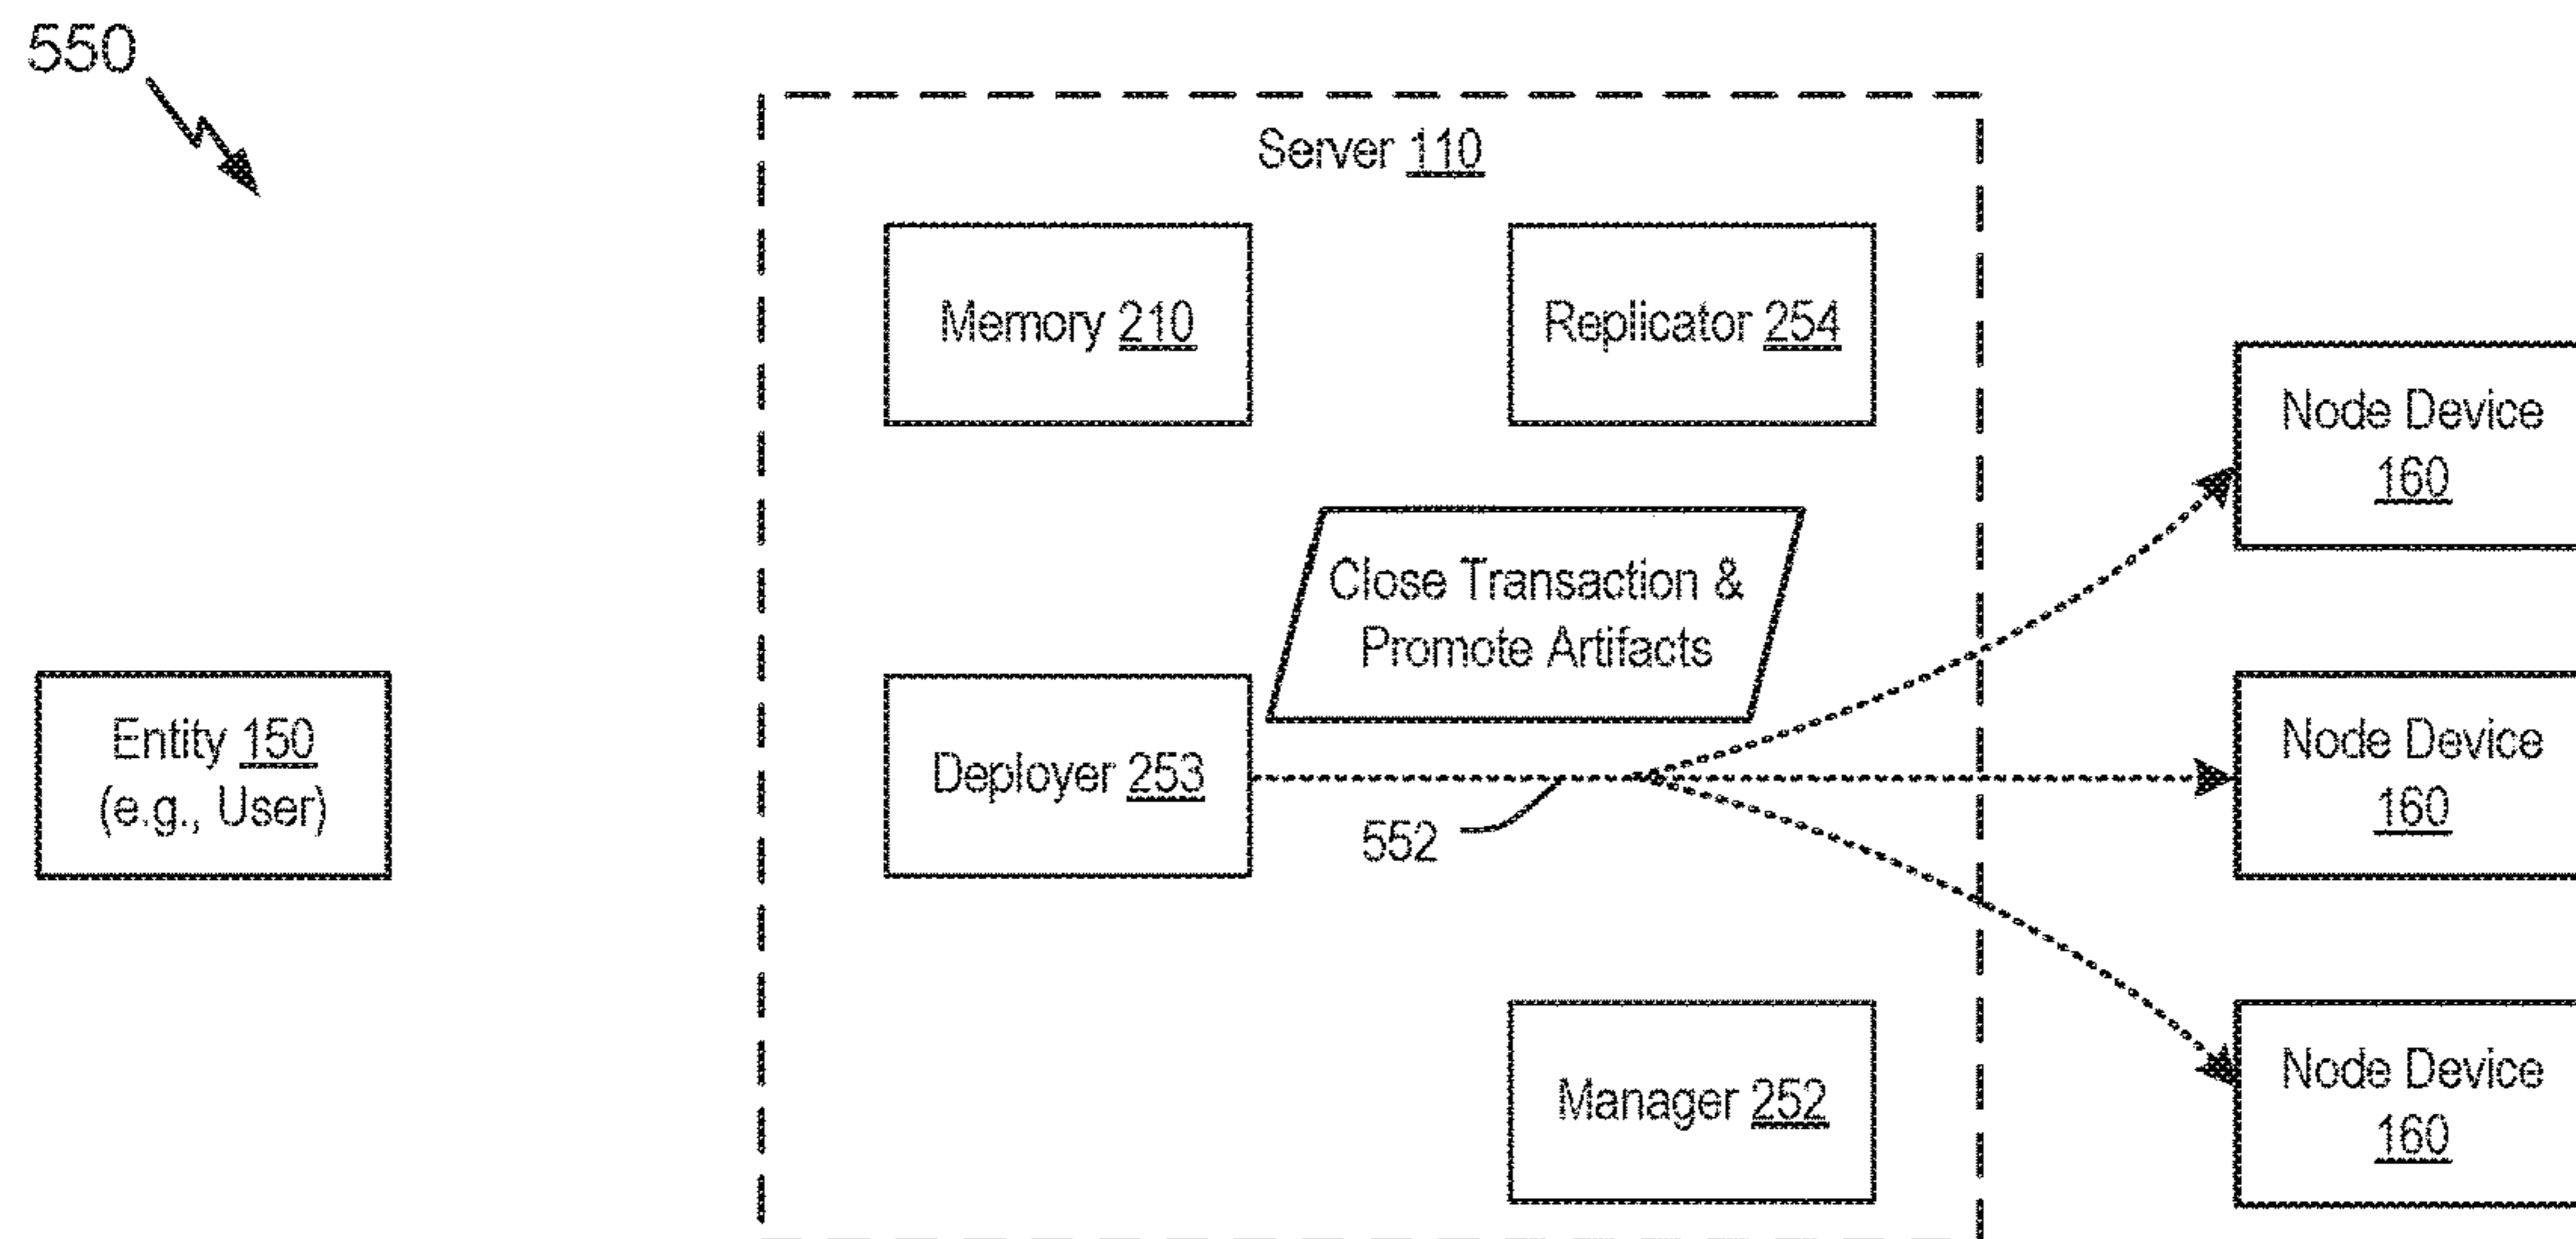 550
Server 110
Memory 210
Replicator 254
Node Device
160
Close Transaction &
Promote Artifacts
Entity 150
(e.g., User)
Deployer 253
552
Node Device
160
Manager 252
Node Device
160